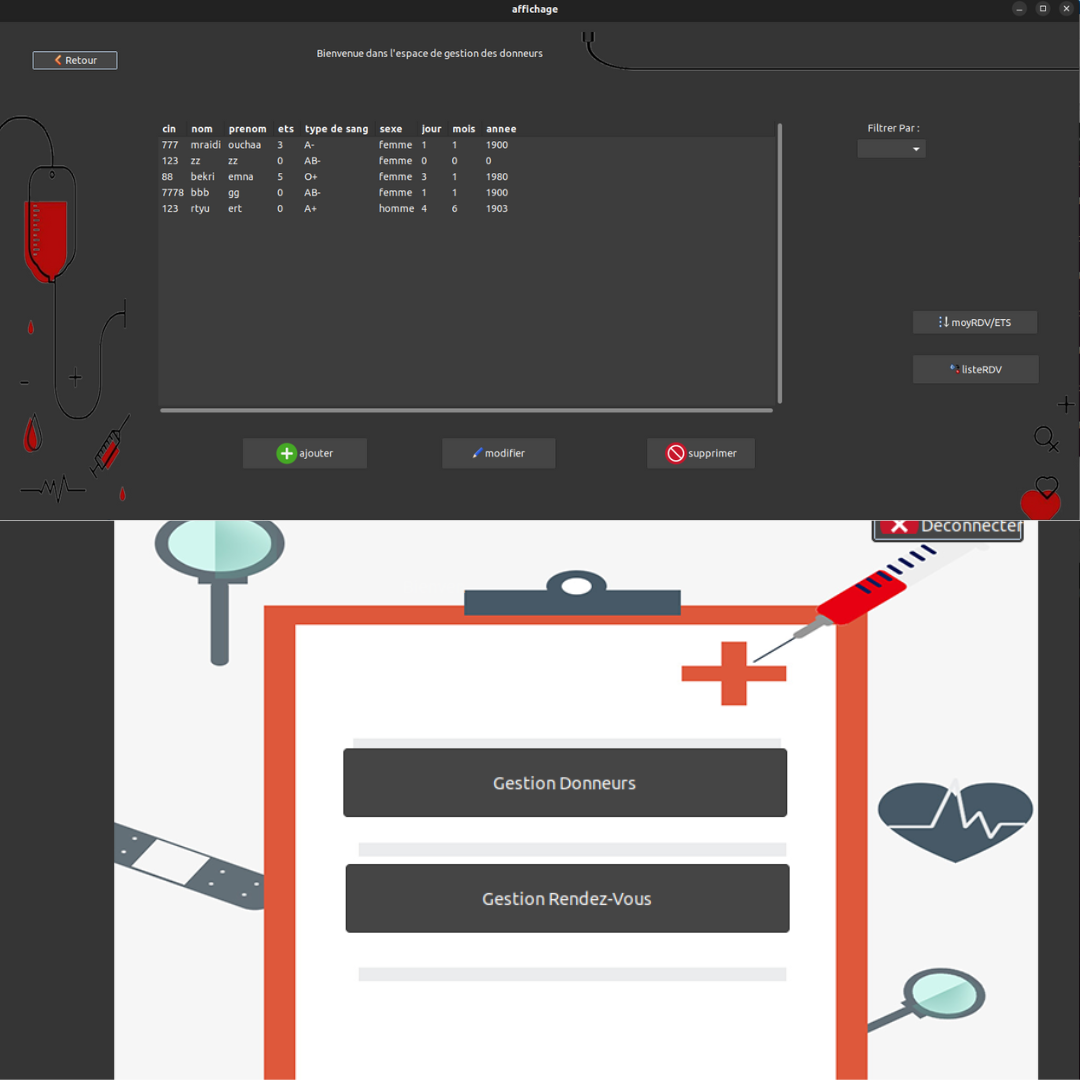 affichage
Retour
Bienvenue dans l'espace de gestion des donneurs
cin nom prenom ets type de sang sexe jour mois annee
777 mraidi ouchaa 3 A- femme 1 1 1900
123 zz zz 0 AB- femme 0 0 0
88 bekri emna 5 O+ femme 3 1 1980
7778 bbb gg 0 AB- femme 1 1 1900
123 rtyu ert 0 A+ homme 4 6 1903
Filtrer Par :
moyRDV/ETS
listeRDV
ajouter modifier supprimer
Deconnecter
Gestion Donneurs
Gestion Rendez-Vous